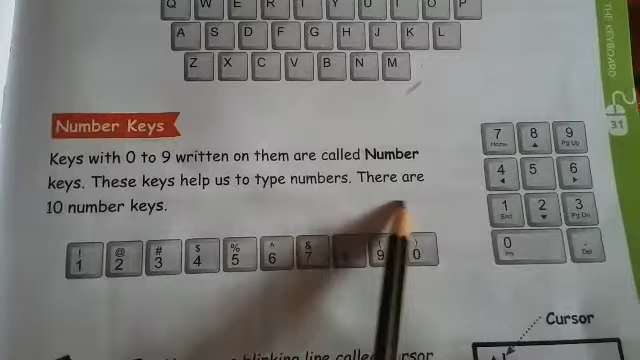 Q W E R T Y U I O P
A S D F G H J K L
Z X C V B N M
THE KEYBOARD
31
Number Keys
Keys with 0 to 9 written on them are called Number
keys. These keys help us to type numbers. There are
10 number keys.
! @ # $ % ^ & ( )
1 2 3 4 5 6 7 9 0
7 8 9
Home Pg Up
4 5 6
1 2 3
End Pg Dn
0 .
Ins Del
Cursor
blinking line called